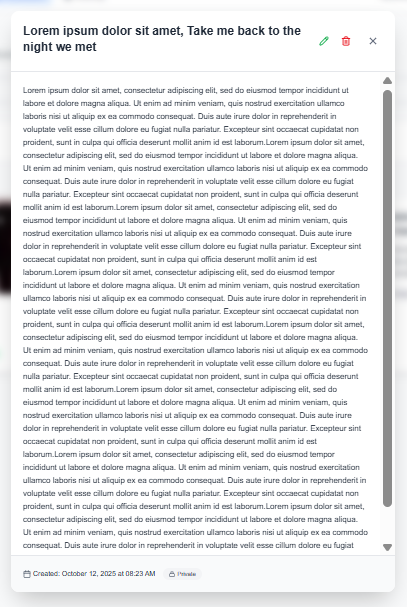 Lorem ipsum dolor sit amet, Take me back to the
night we met
Lorem ipsum dolor sit amet, consectetur adipiscing elit, sed do eiusmod tempor incididunt ut
labore et dolore magna aliqua. Ut enim ad minim veniam, quis nostrud exercitation ullamco
laboris nisi ut aliquip ex ea commodo consequat. Duis aute irure dolor in reprehenderit in
voluptate velit esse cillum dolore eu fugiat nulla pariatur. Excepteur sint occaecat cupidatat non
proident, sunt in culpa qui officia deserunt mollit anim id est laborum.Lorem ipsum dolor sit amet,
consectetur adipiscing elit, sed do eiusmod tempor incididunt ut labore et dolore magna aliqua.
Ut enim ad minim veniam, quis nostrud exercitation ullamco laboris nisi ut aliquip ex ea commodo
consequat. Duis aute irure dolor in reprehenderit in voluptate velit esse cillum dolore eu fugiat
nulla pariatur. Excepteur sint occaecat cupidatat non proident, sunt in culpa qui officia deserunt
mollit anim id est laborum.Lorem ipsum dolor sit amet, consectetur adipiscing elit, sed do
eiusmod tempor incididunt ut labore et dolore magna aliqua. Ut enim ad minim veniam, quis
nostrud exercitation ullamco laboris nisi ut aliquip ex ea commodo consequat. Duis aute irure
dolor in reprehenderit in voluptate velit esse cillum dolore eu fugiat nulla pariatur. Excepteur sint
occaecat cupidatat non proident, sunt in culpa qui officia deserunt mollit anim id est
laborum.Lorem ipsum dolor sit amet, consectetur adipiscing elit, sed do eiusmod tempor
incididunt ut labore et dolore magna aliqua. Ut enim ad minim veniam, quis nostrud exercitation
ullamco laboris nisi ut aliquip ex ea commodo consequat. Duis aute irure dolor in reprehenderit in
voluptate velit esse cillum dolore eu fugiat nulla pariatur. Excepteur sint occaecat cupidatat non
proident, sunt in culpa qui officia deserunt mollit anim id est laborum.Lorem ipsum dolor sit amet,
consectetur adipiscing elit, sed do eiusmod tempor incididunt ut labore et dolore magna aliqua.
Ut enim ad minim veniam, quis nostrud exercitation ullamco laboris nisi ut aliquip ex ea commodo
consequat. Duis aute irure dolor in reprehenderit in voluptate velit esse cillum dolore eu fugiat
nulla pariatur. Excepteur sint occaecat cupidatat non proident, sunt in culpa qui officia deserunt
mollit anim id est laborum.Lorem ipsum dolor sit amet, consectetur adipiscing elit, sed do
eiusmod tempor incididunt ut labore et dolore magna aliqua. Ut enim ad minim veniam, quis
nostrud exercitation ullamco laboris nisi ut aliquip ex ea commodo consequat. Duis aute irure
dolor in reprehenderit in voluptate velit esse cillum dolore eu fugiat nulla pariatur. Excepteur sint
occaecat cupidatat non proident, sunt in culpa qui officia deserunt mollit anim id est
laborum.Lorem ipsum dolor sit amet, consectetur adipiscing elit, sed do eiusmod tempor
incididunt ut labore et dolore magna aliqua. Ut enim ad minim veniam, quis nostrud exercitation
ullamco laboris nisi ut aliquip ex ea commodo consequat. Duis aute irure dolor in reprehenderit in
voluptate velit esse cillum dolore eu fugiat nulla pariatur. Excepteur sint occaecat cupidatat non
proident, sunt in culpa qui officia deserunt mollit anim id est laborum.Lorem ipsum dolor sit amet,
consectetur adipiscing elit, sed do eiusmod tempor incididunt ut labore et dolore magna aliqua.
Ut enim ad minim veniam, quis nostrud exercitation ullamco laboris nisi ut aliquip ex ea commodo
consequat. Duis aute irure dolor in reprehenderit in voluptate velit esse cillum dolore eu fugiat
Created: October 12, 2025 at 08:23 AM Private